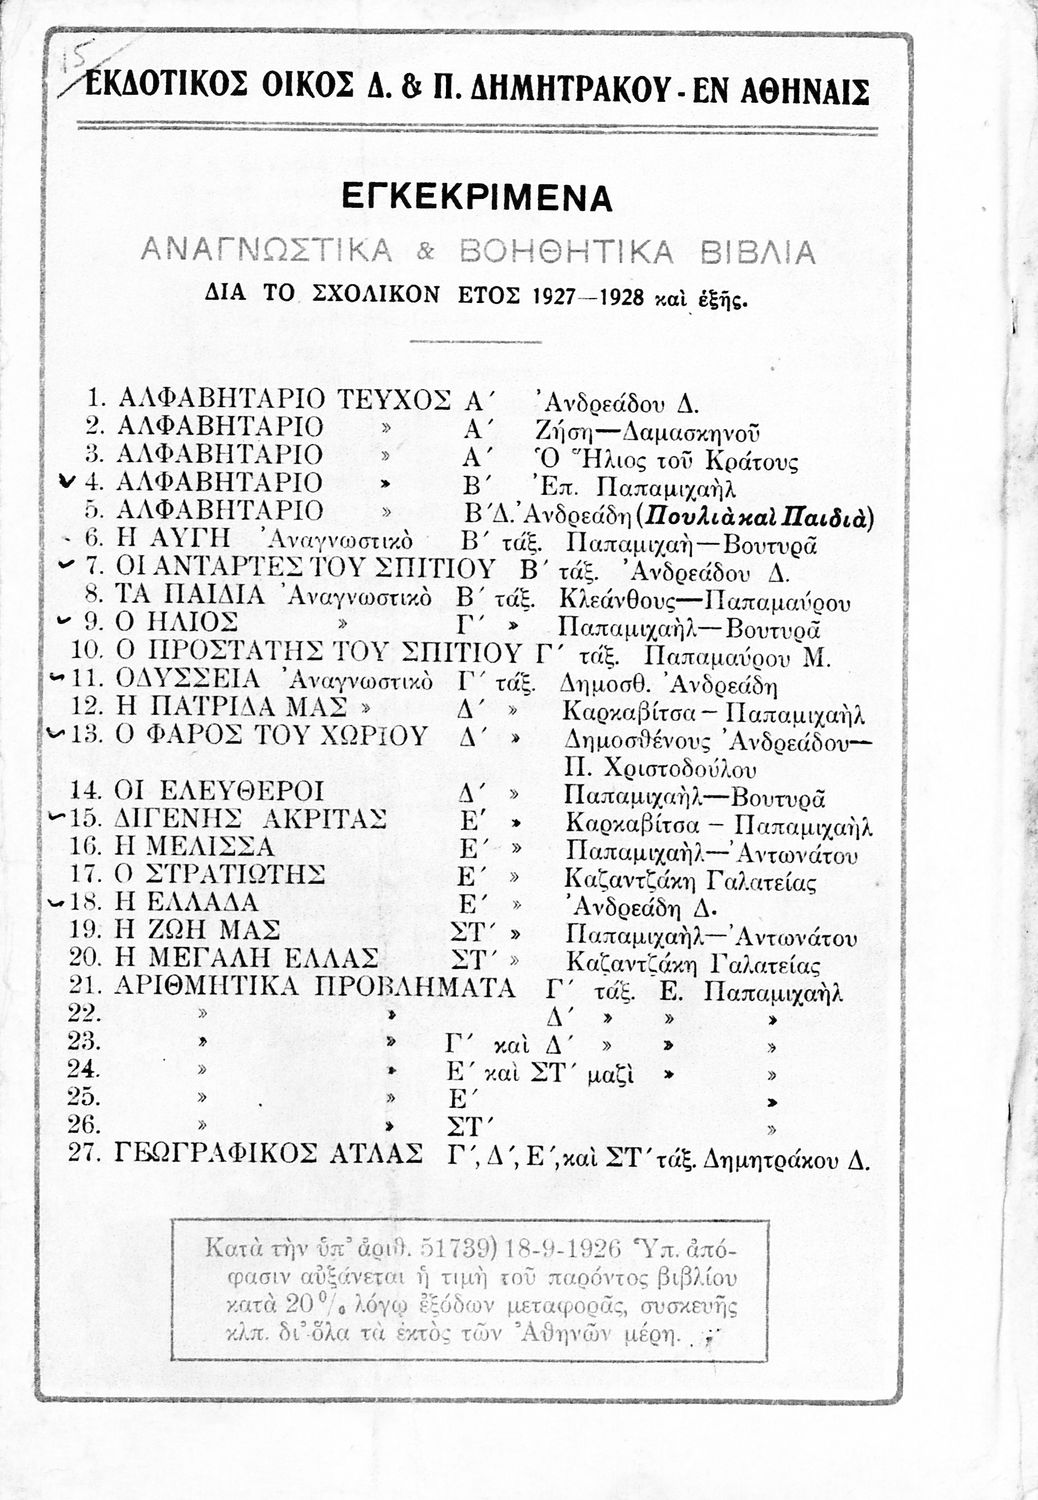 15
ΕΚΔΟΤΙΚΟΣ ΟΙΚΟΣ Δ. & Π. ΔΗΜΗΤΡΑΚΟΥ - ΕΝ ΑΘΗΝΑΙΣ
ΕΓΚΕΚΡΙΜΕΝΑ
ΑΝΑΓΝΩΣΤΙΚΑ & ΒΟΗΘΗΤΙΚΑ ΒΙΒΛΙΑ
ΔΙΑ ΤΟ ΣΧΟΛΙΚΟΝ ΕΤΟΣ 1927—1928 καὶ ἑξῆς.
1. ΑΛΦΑΒΗΤΑΡΙΟ ΤΕΥΧΟΣ Α΄ Ἀνδρεάδου Δ.
2. ΑΛΦΑΒΗΤΑΡΙΟ » Α΄ Ζήση—Δαμασκηνοῦ
3. ΑΛΦΑΒΗΤΑΡΙΟ » Α΄ Ὁ Ἥλιος τοῦ Κράτους
4. ΑΛΦΑΒΗΤΑΡΙΟ » Β΄ Ἐπ. Παπαμιχαὴλ
5. ΑΛΦΑΒΗΤΑΡΙΟ » Β΄Δ. Ἀνδρεάδη (Πουλιὰ καὶ Παιδιὰ)
6. Η ΑΥΓΗ Ἀναγνωστικὸ Β΄ τάξ. Παπαμιχαὴ—Βουτυρᾶ
7. ΟΙ ΑΝΤΑΡΤΕΣ ΤΟΥ ΣΠΙΤΙΟΥ Β΄ τάξ. Ἀνδρεάδου Δ.
8. ΤΑ ΠΑΙΔΙΑ Ἀναγνωστικὸ Β΄ τάξ. Κλεάνθους—Παπαμαύρου
9. Ο ΗΛΙΟΣ » Γ΄ » Παπαμιχαὴλ—Βουτυρᾶ
10. Ο ΠΡΟΣΤΑΤΗΣ ΤΟΥ ΣΠΙΤΙΟΥ Γ΄ τάξ. Παπαμαύρου Μ.
11. ΟΔΥΣΣΕΙΑ Ἀναγνωστικὸ Γ΄ τάξ. Δημοσθ. Ἀνδρεάδη
12. Η ΠΑΤΡΙΔΑ ΜΑΣ » Δ΄ » Καρκαβίτσα — Παπαμιχαὴλ
13. Ο ΦΑΡΟΣ ΤΟΥ ΧΩΡΙΟΥ Δ΄ » Δημοσθένους Ἀνδρεάδου—
Π. Χριστοδούλου
14. ΟΙ ΕΛΕΥΘΕΡΟΙ Δ΄ » Παπαμιχαὴλ—Βουτυρᾶ
15. ΔΙΓΕΝΗΣ ΑΚΡΙΤΑΣ Ε΄ » Καρκαβίτσα — Παπαμιχαὴλ
16. Η ΜΕΛΙΣΣΑ Ε΄ » Παπαμιχαὴλ—Ἀντωνάτου
17. Ο ΣΤΡΑΤΙΩΤΗΣ Ε΄ » Καζαντζάκη Γαλατείας
18. Η ΕΛΛΑΔΑ Ε΄ » Ἀνδρεάδη Δ.
19. Η ΖΩΗ ΜΑΣ ΣΤ΄ » Παπαμιχαὴλ—Ἀντωνάτου
20. Η ΜΕΓΑΛΗ ΕΛΛΑΣ ΣΤ΄ » Καζαντζάκη Γαλατείας
21. ΑΡΙΘΜΗΤΙΚΑ ΠΡΟΒΛΗΜΑΤΑ Γ΄ τάξ. Ε. Παπαμιχαὴλ
22. » » Δ΄ » » »
23. » » Γ΄ καὶ Δ΄ » » »
24. » » Ε΄ καὶ ΣΤ΄ μαζὶ » »
25. » » Ε΄ »
26. » » ΣΤ΄ »
27. ΓΕΩΓΡΑΦΙΚΟΣ ΑΤΛΑΣ Γ΄, Δ΄, Ε΄, καὶ ΣΤ΄ τάξ. Δημητράκου Δ.
Κατὰ τὴν ὑπ' ἀριθ. 51739) 18-9-1926 Ὑπ. ἀπό-
φασιν αὐξάνεται ἡ τιμὴ τοῦ παρόντος βιβλίου
κατὰ 20 % λόγῳ ἐξόδων μεταφορᾶς, συσκευῆς
κλπ. δι' ὅλα τὰ ἐκτὸς τῶν Ἀθηνῶν μέρη.